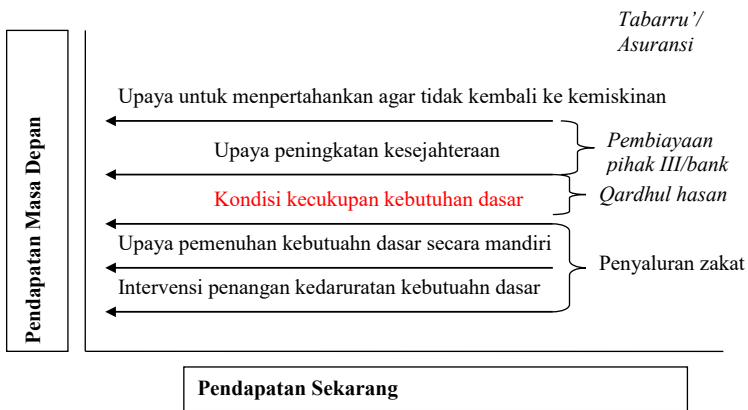 Tabarru’/
Asuransi
Upaya untuk menpertahankan agar tidak kembali ke kemiskinan
Upaya peningkatan kesejahteraan
Pembiayaan
pihak III/bank
Kondisi kecukupan kebutuhan dasar
Qardhul hasan
Upaya pemenuhan kebutuahn dasar secara mandiri
Penyaluran zakat
Intervensi penangan kedaruratan kebutuahn dasar
Pendapatan Masa Depan
Pendapatan Sekarang